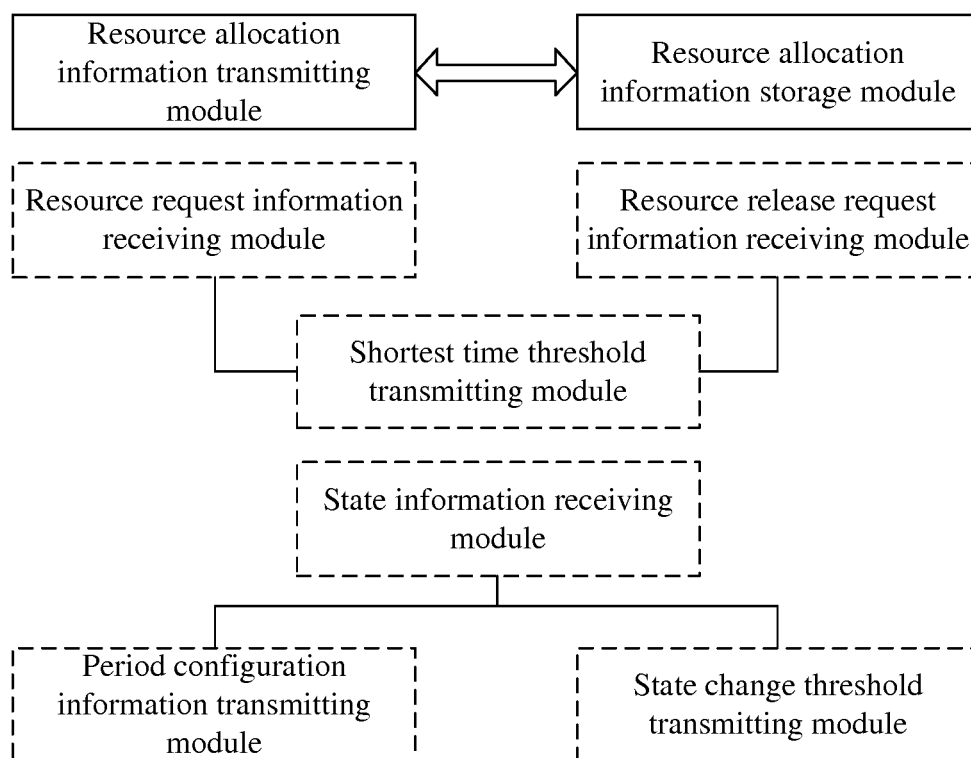 Resource allocation
information transmitting
module
Resource allocation
information storage module
Resource request information
receiving module
Resource release request
information receiving module
Shortest time threshold
transmitting module
State information receiving
module
Period configuration
information transmitting
module
State change threshold
transmitting module